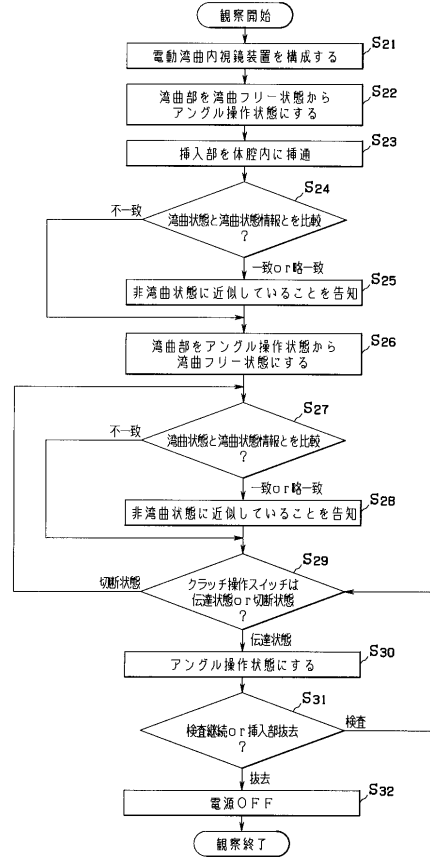 観察開始
S21
電動湾曲内視鏡装置を構成する
S22
湾曲部を湾曲フリー状態から
アングル操作状態にする
S23
挿入部を体腔内に挿通
S24
不一致
湾曲状態と湾曲状態情報とを比較
?
一致or略一致
S25
非湾曲状態に近似していることを告知
S26
湾曲部をアングル操作状態から
湾曲フリー状態にする
S27
不一致
湾曲状態と湾曲状態情報とを比較
?
一致or略一致
S28
非湾曲状態に近似していることを告知
S29
切断状態
クラッチ操作スイッチは
伝達状態or切断状態
?
伝達状態
S30
アングル操作状態にする
S31
検査継続or挿入部抜去
?
検査
抜去
S32
電源OFF
観察終了